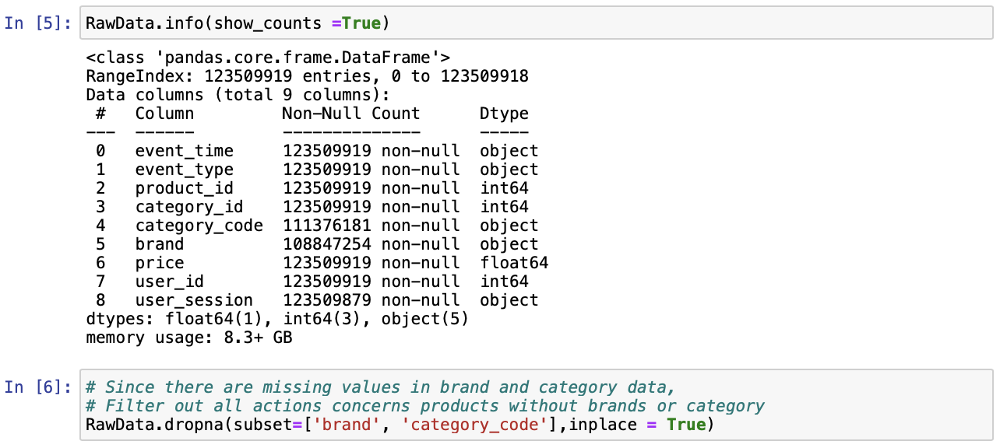 In [5]: RawData.info(show_counts =True)
<class 'pandas.core.frame.DataFrame'>
RangeIndex: 123509919 entries, 0 to 123509918
Data columns (total 9 columns):
 #   Column         Non-Null Count      Dtype
---  ------         --------------      -----
 0   event_time     123509919 non-null  object
 1   event_type     123509919 non-null  object
 2   product_id     123509919 non-null  int64
 3   category_id    123509919 non-null  int64
 4   category_code  111376181 non-null  object
 5   brand          108847254 non-null  object
 6   price          123509919 non-null  float64
 7   user_id        123509919 non-null  int64
 8   user_session   123509879 non-null  object
dtypes: float64(1), int64(3), object(5)
memory usage: 8.3+ GB
In [6]: # Since there are missing values in brand and category data,
# Filter out all actions concerns products without brands or category
RawData.dropna(subset=['brand', 'category_code'],inplace = True)